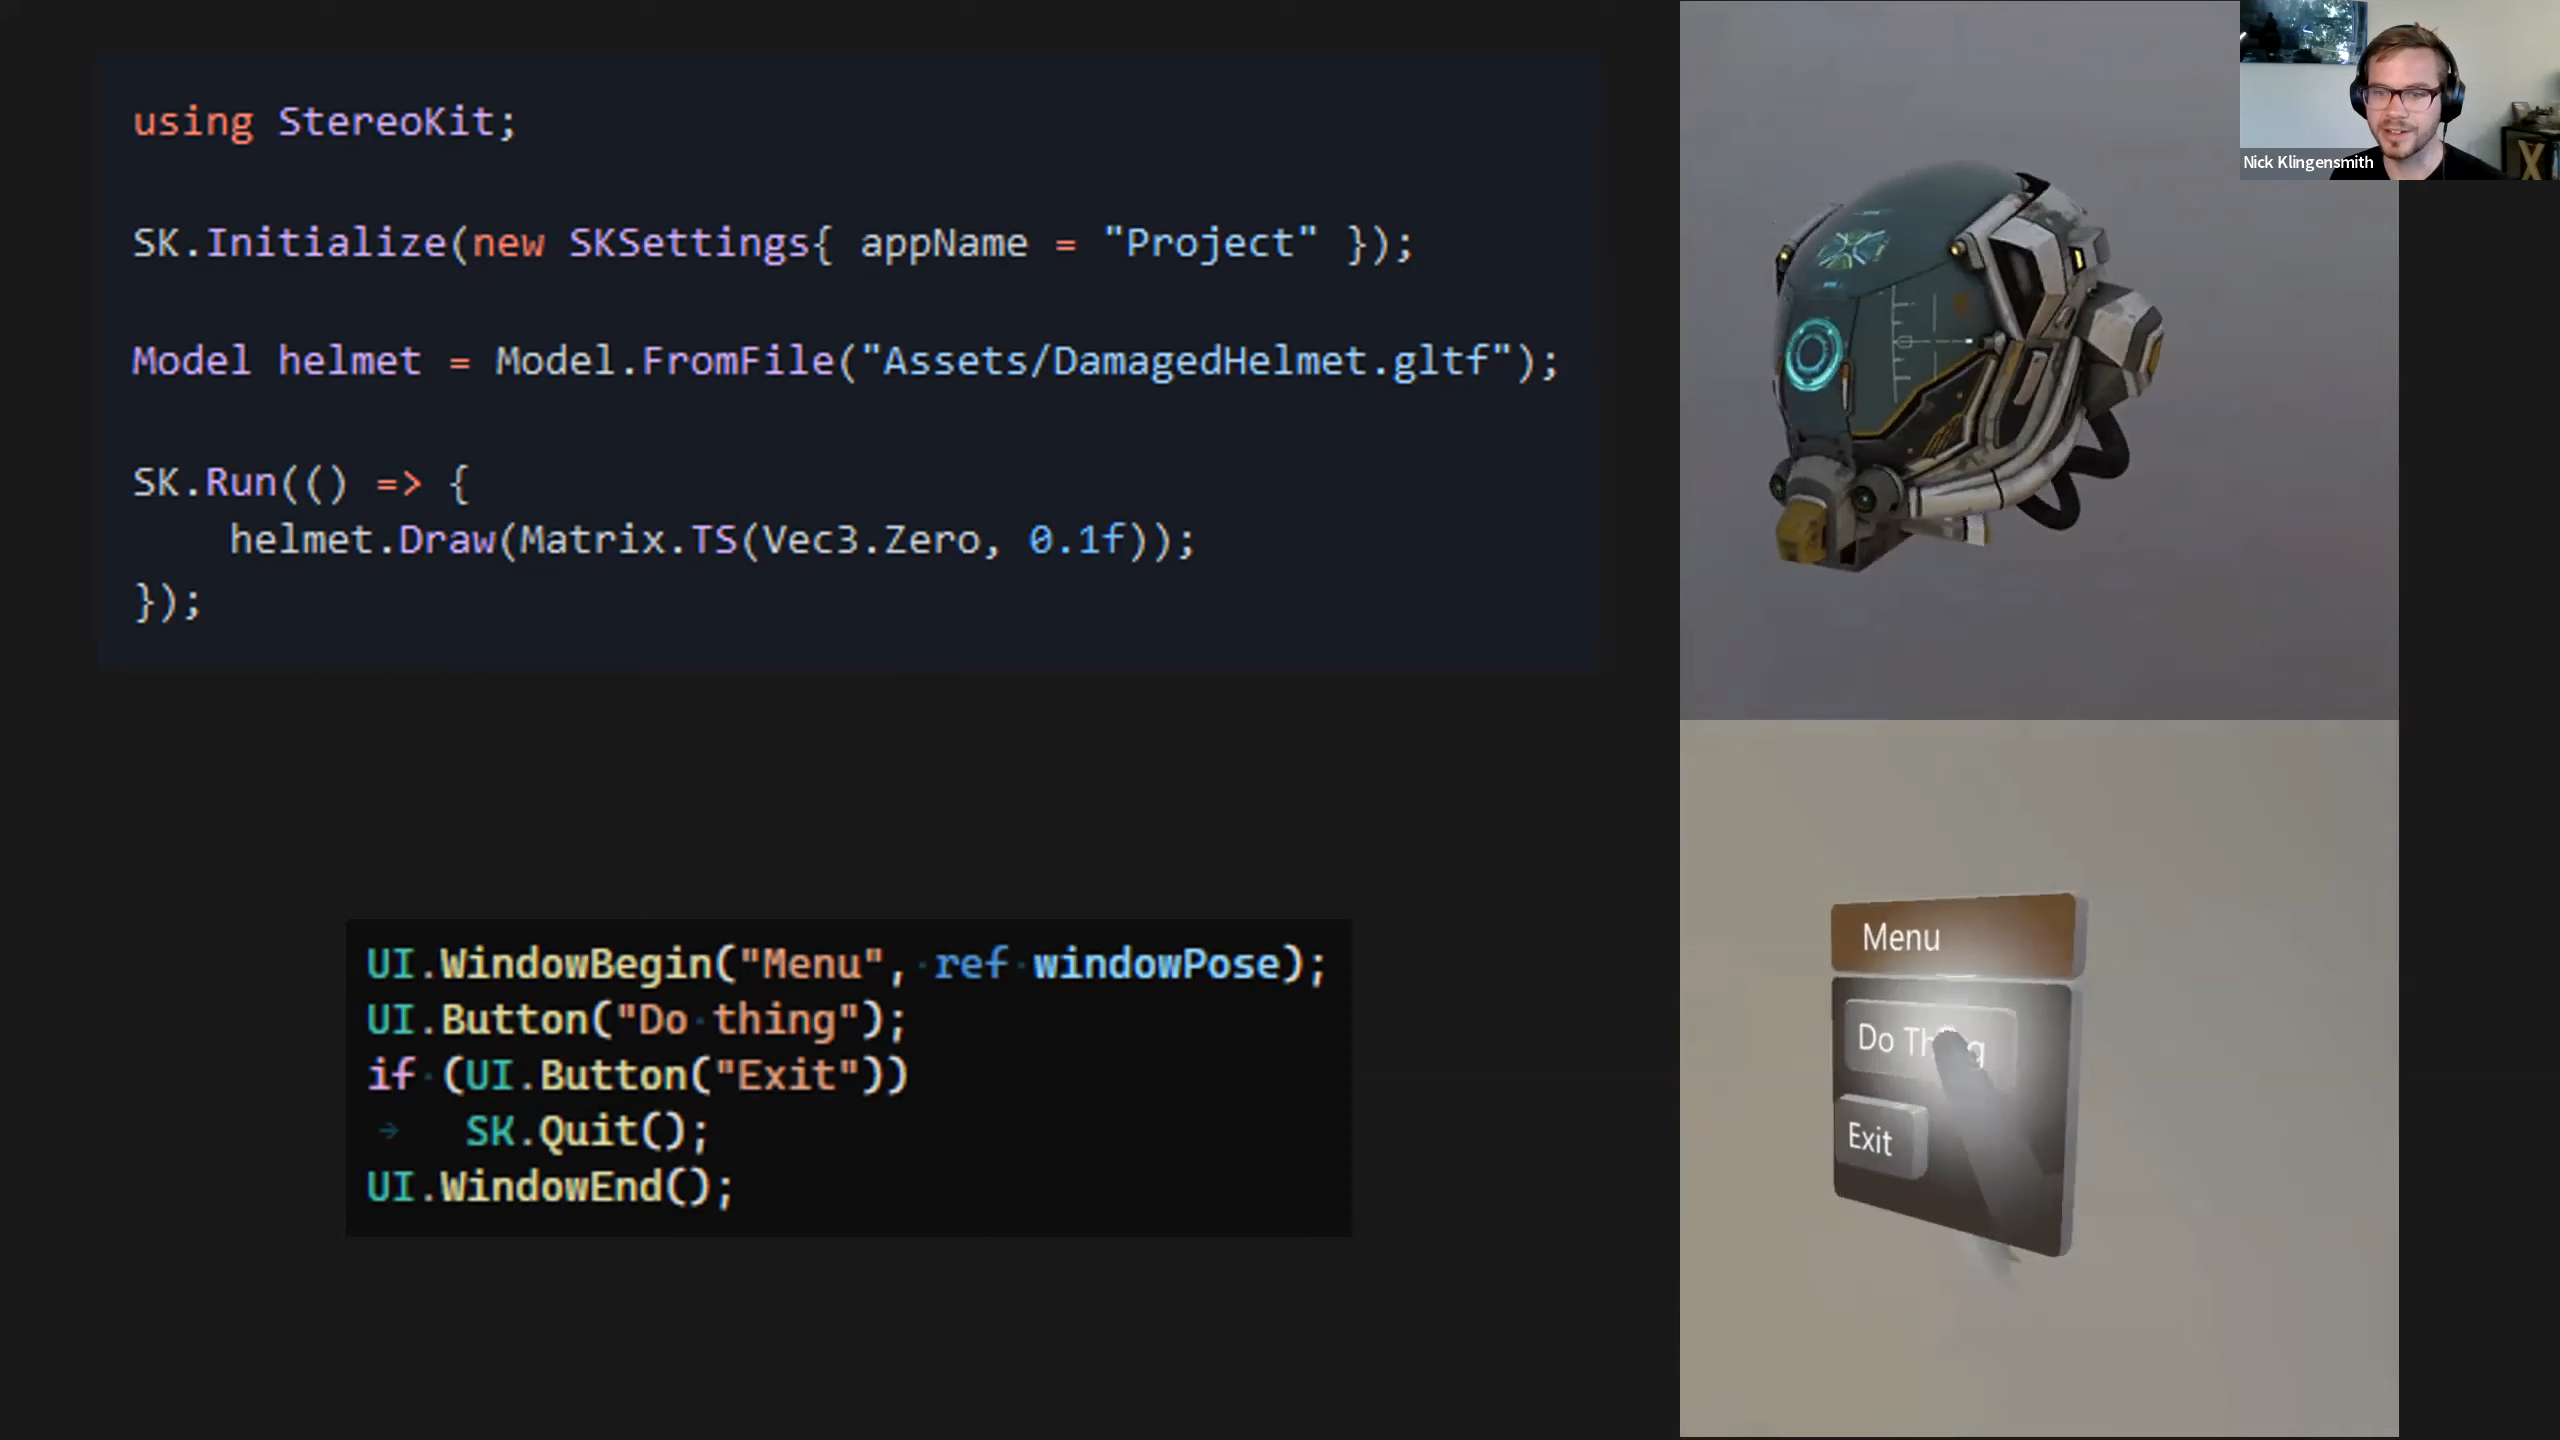 using StereoKit;
SK.Initialize(new SKSettings{ appName = "Project" });
Model helmet = Model.FromFile("Assets/DamagedHelmet.gltf");
SK.Run(() => {
    helmet.Draw(Matrix.TS(Vec3.Zero, 0.1f));
});
UI.WindowBegin("Menu", ref windowPose);
UI.Button("Do thing");
if (UI.Button("Exit"))
    SK.Quit();
UI.WindowEnd();
Nick Klingensmith
Menu
Do Thing
Exit